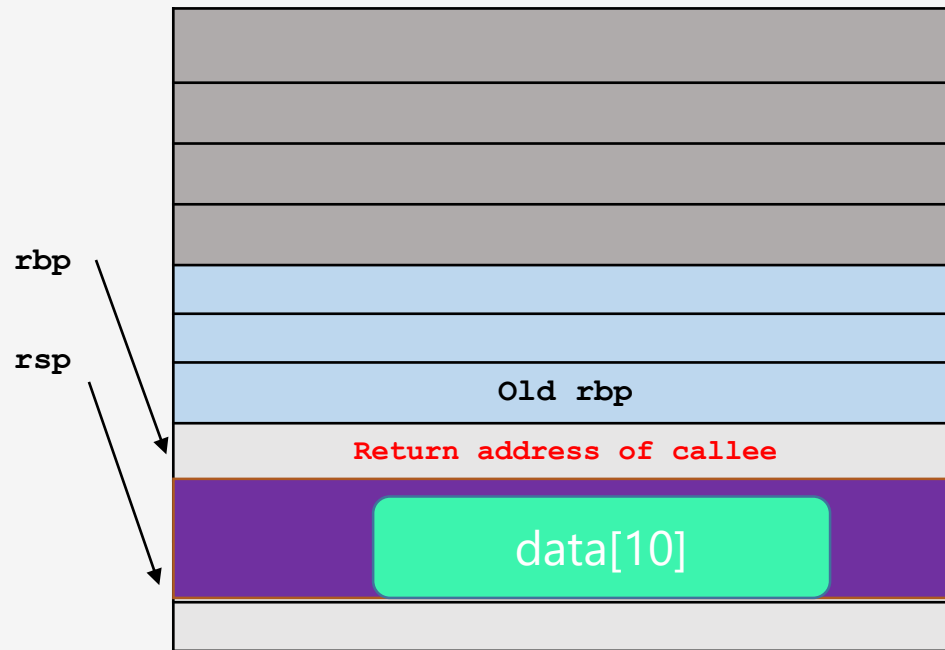 rbp
rsp
Old rbp
Return address of callee
data[10]